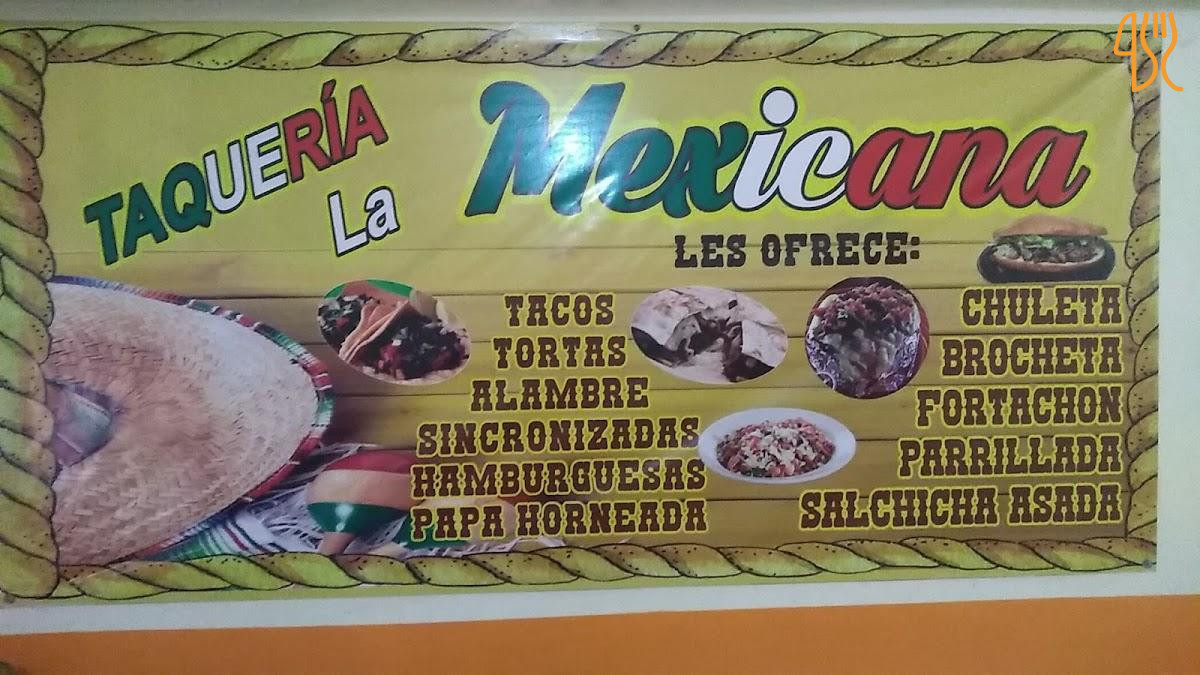 TAQUERÍA
La
Mexicana
LES OFRECE:
TACOS
TORTAS
ALAMBRE
SINCRONIZADAS
HAMBURGUESAS
PAPA HORNEADA
CHULETA
BROCHETA
FORTACHON
PARRILLADA
SALCHICHA ASADA